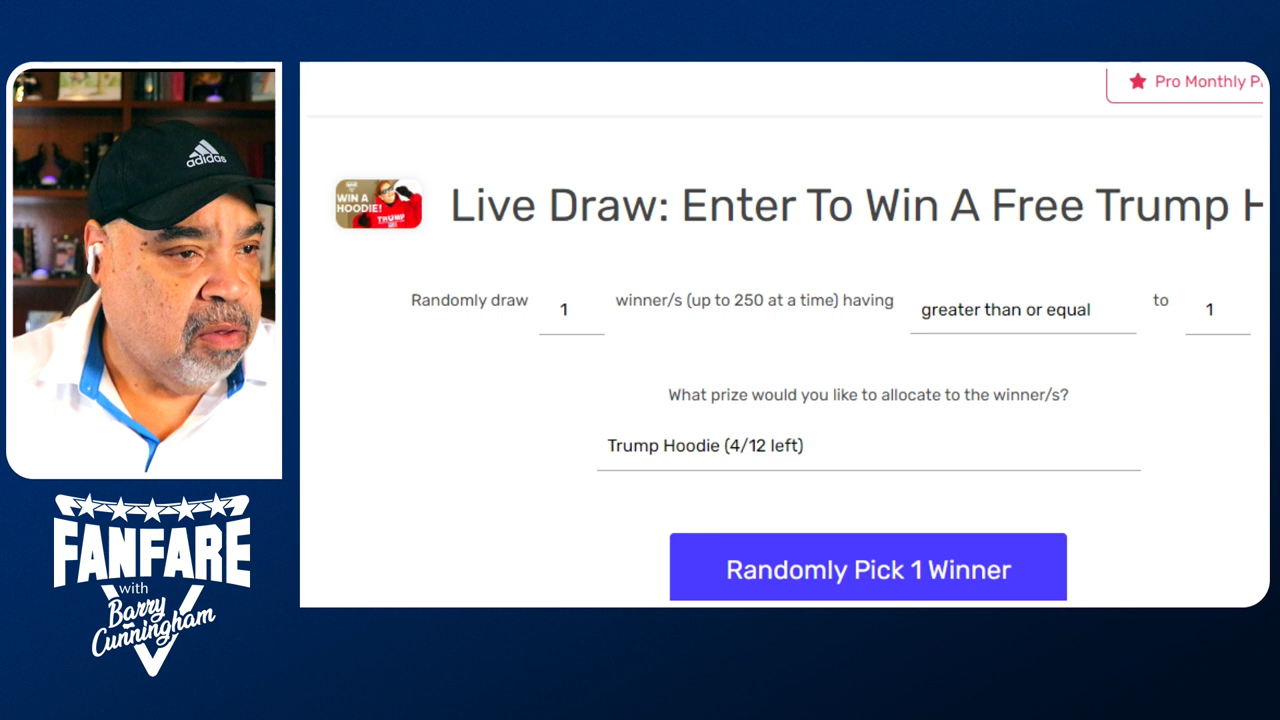 adidas
Pro Monthly P
WIN A
HOODIE!
TRUMP
Live Draw: Enter To Win A Free Trump H
Randomly draw 1 winner/s (up to 250 at a time) having greater than or equal to 1
What prize would you like to allocate to the winner/s?
Trump Hoodie (4/12 left)
Randomly Pick 1 Winner
FANFARE
with
Barry
Cunningham